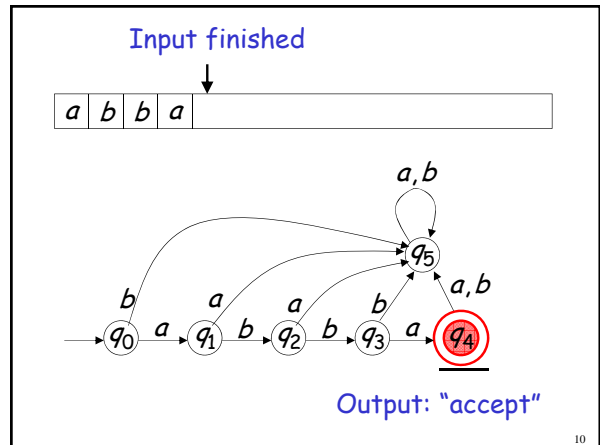 Input finished
a b b a
a,b
q5
b a a b a,b
q0 a q1 b q2 b q3 a q4
Output: "accept"
10